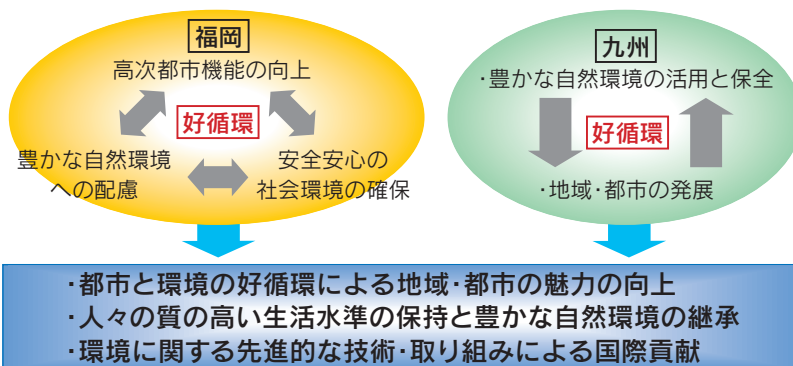 福岡
高次都市機能の向上
好循環
豊かな自然環境
への配慮
安全安心の
社会環境の確保
九州
・豊かな自然環境の活用と保全
好循環
・地域・都市の発展
・都市と環境の好循環による地域・都市の魅力の向上
・人々の質の高い生活水準の保持と豊かな自然環境の継承
・環境に関する先進的な技術・取り組みによる国際貢献